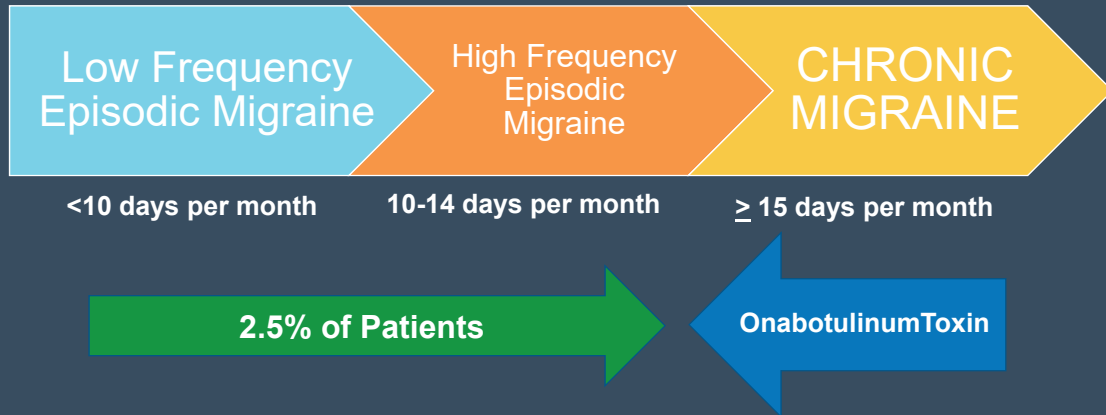 Low Frequency
Episodic Migraine
High Frequency
Episodic
Migraine
CHRONIC
MIGRAINE
<10 days per month
10-14 days per month
≥ 15 days per month
2.5% of Patients
OnabotulinumToxin